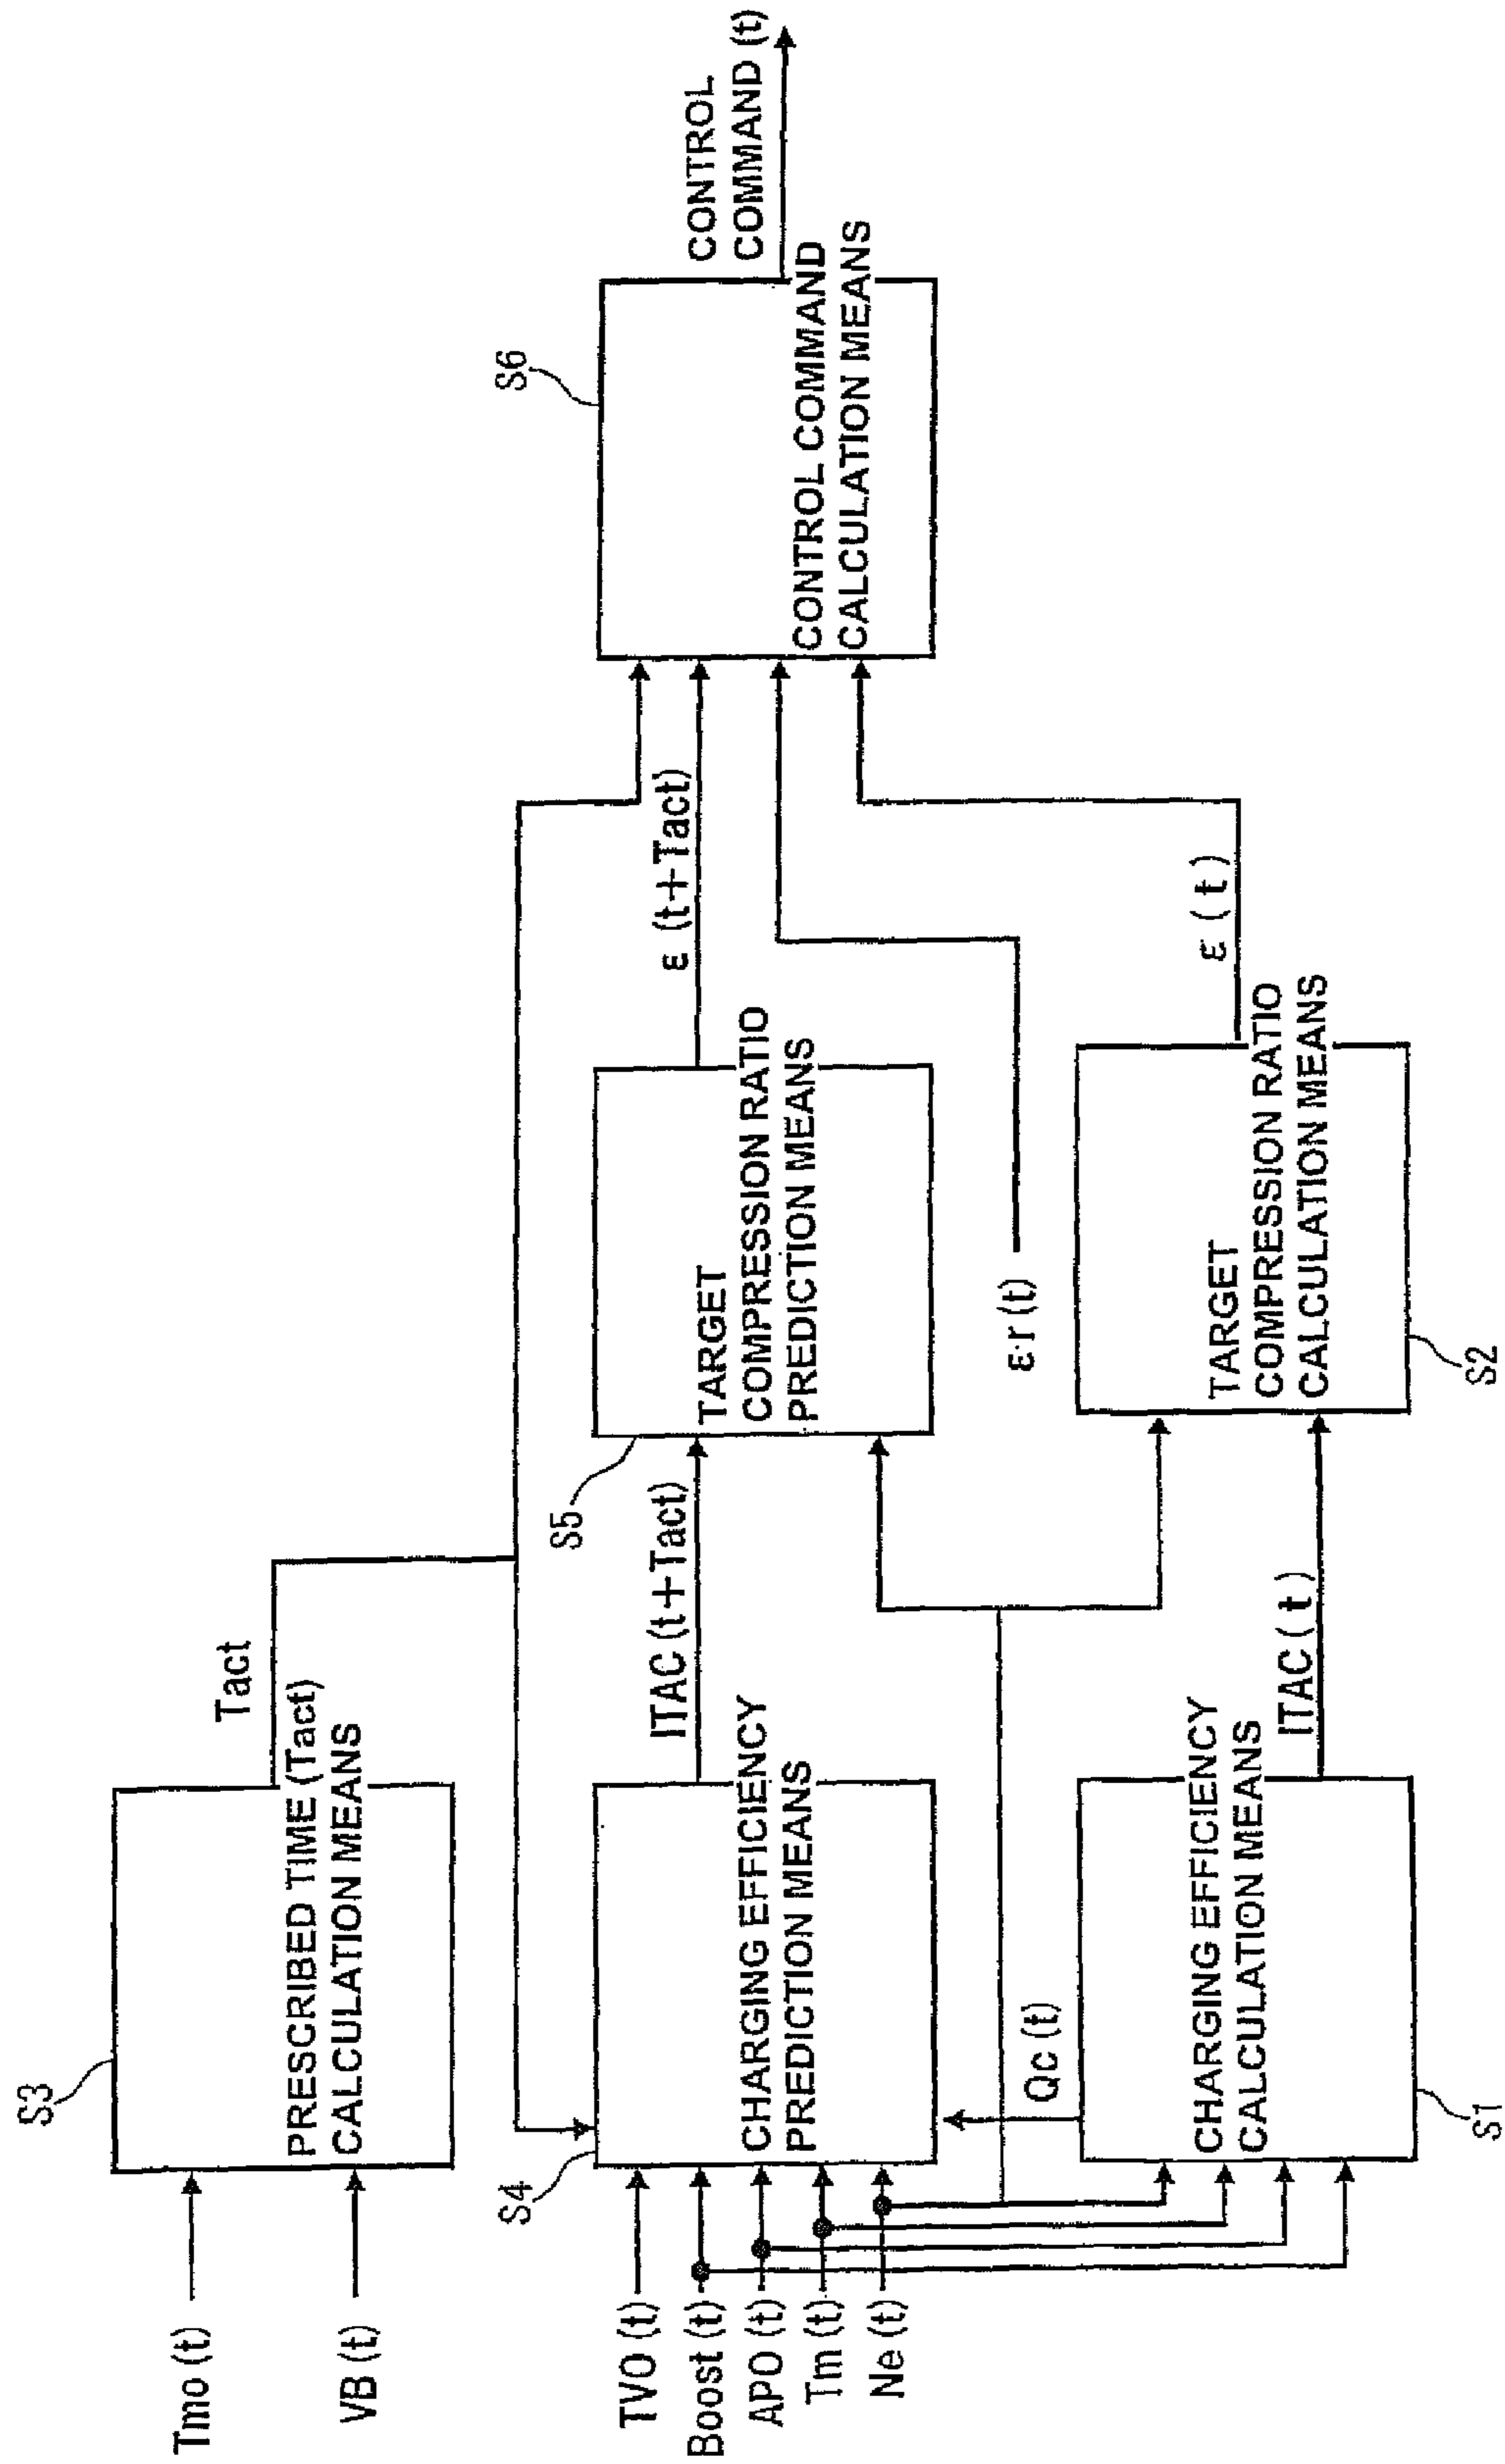 Tmo (t)
VB (t)
S3
PRESCRIBED TIME (Tact)
CALCULATION MEANS
Tact
TVO (t)
Boost (t)
APO (t)
Tm (t)
Ne (t)
S4
CHARGING EFFICIENCY
PREDICTION MEANS
ITAC (t+Tact)
S5
TARGET
COMPRESSION RATIO
PREDICTION MEANS
ε (t+Tact)
S6
CONTROL COMMAND
CALCULATION MEANS
CONTROL
COMMAND (t)
Qc (t)
ε·r (t)
CHARGING EFFICIENCY
CALCULATION MEANS
S1
ITAC (t)
TARGET
COMPRESSION RATIO
CALCULATION MEANS
S2
ε (t)